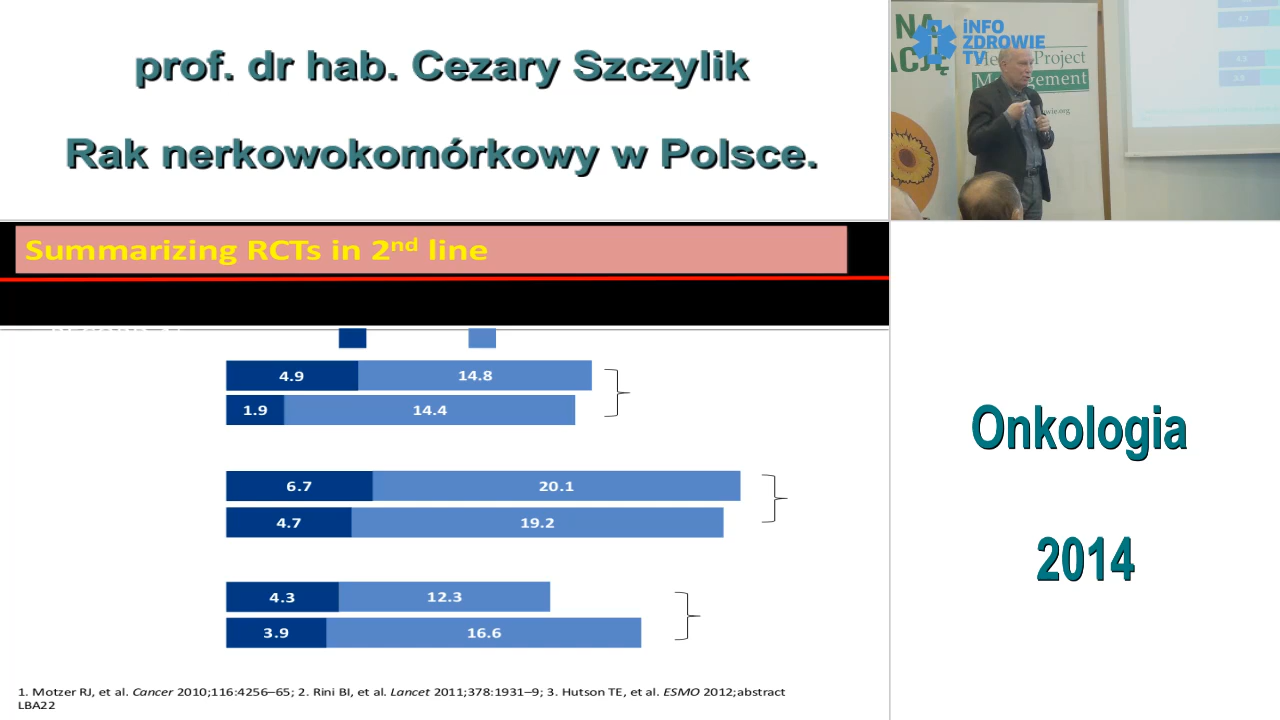 prof. dr hab. Cezary Szczylik
Rak nerkowokomórkowy w Polsce.
iNFO
ZDROWIE
TV
Project
Management
Summarizing RCTs in 2nd line
4.9 14.8
1.9 14.4
6.7 20.1
4.7 19.2
4.3 12.3
3.9 16.6
1. Motzer RJ, et al. Cancer 2010;116:4256–65; 2. Rini BI, et al. Lancet 2011;378:1931–9; 3. Hutson TE, et al. ESMO 2012;abstract
LBA22
Onkologia
2014